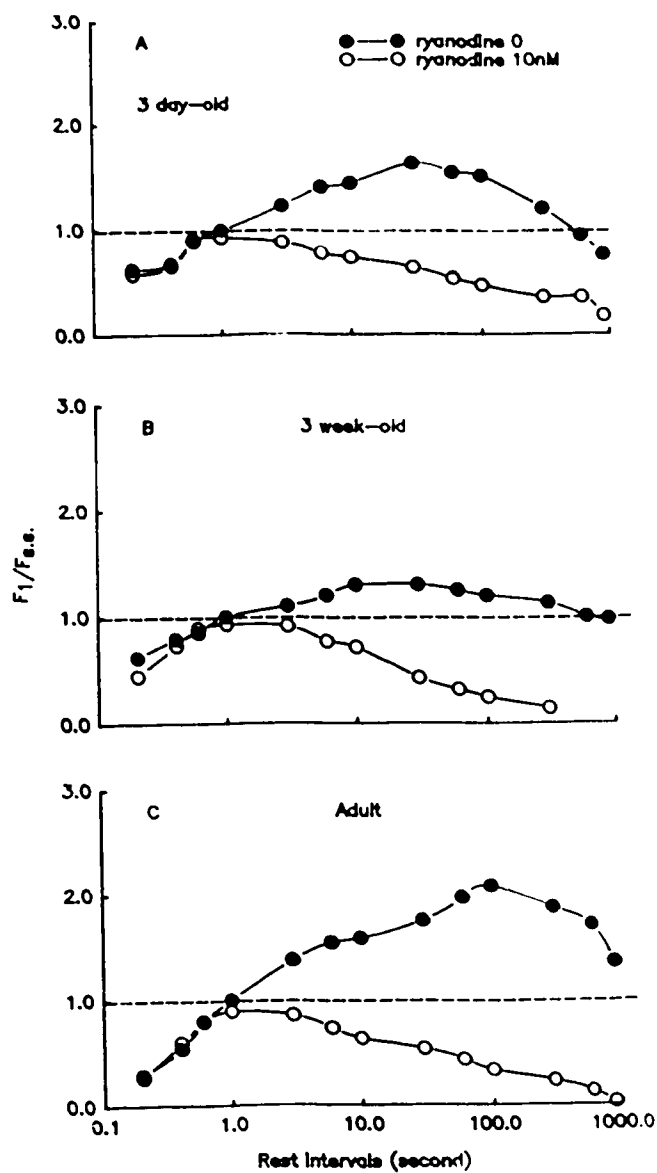 3.0
A
ryanodine 0
ryanodine 10nM
3 day-old
2.0
1.0
0.0
3.0
B
3 week-old
2.0
F1/Fs.s.
1.0
0.0
3.0
C
Adult
2.0
1.0
0.0
0.1
1.0
10.0
100.0
1000.0
Rest Intervals (second)